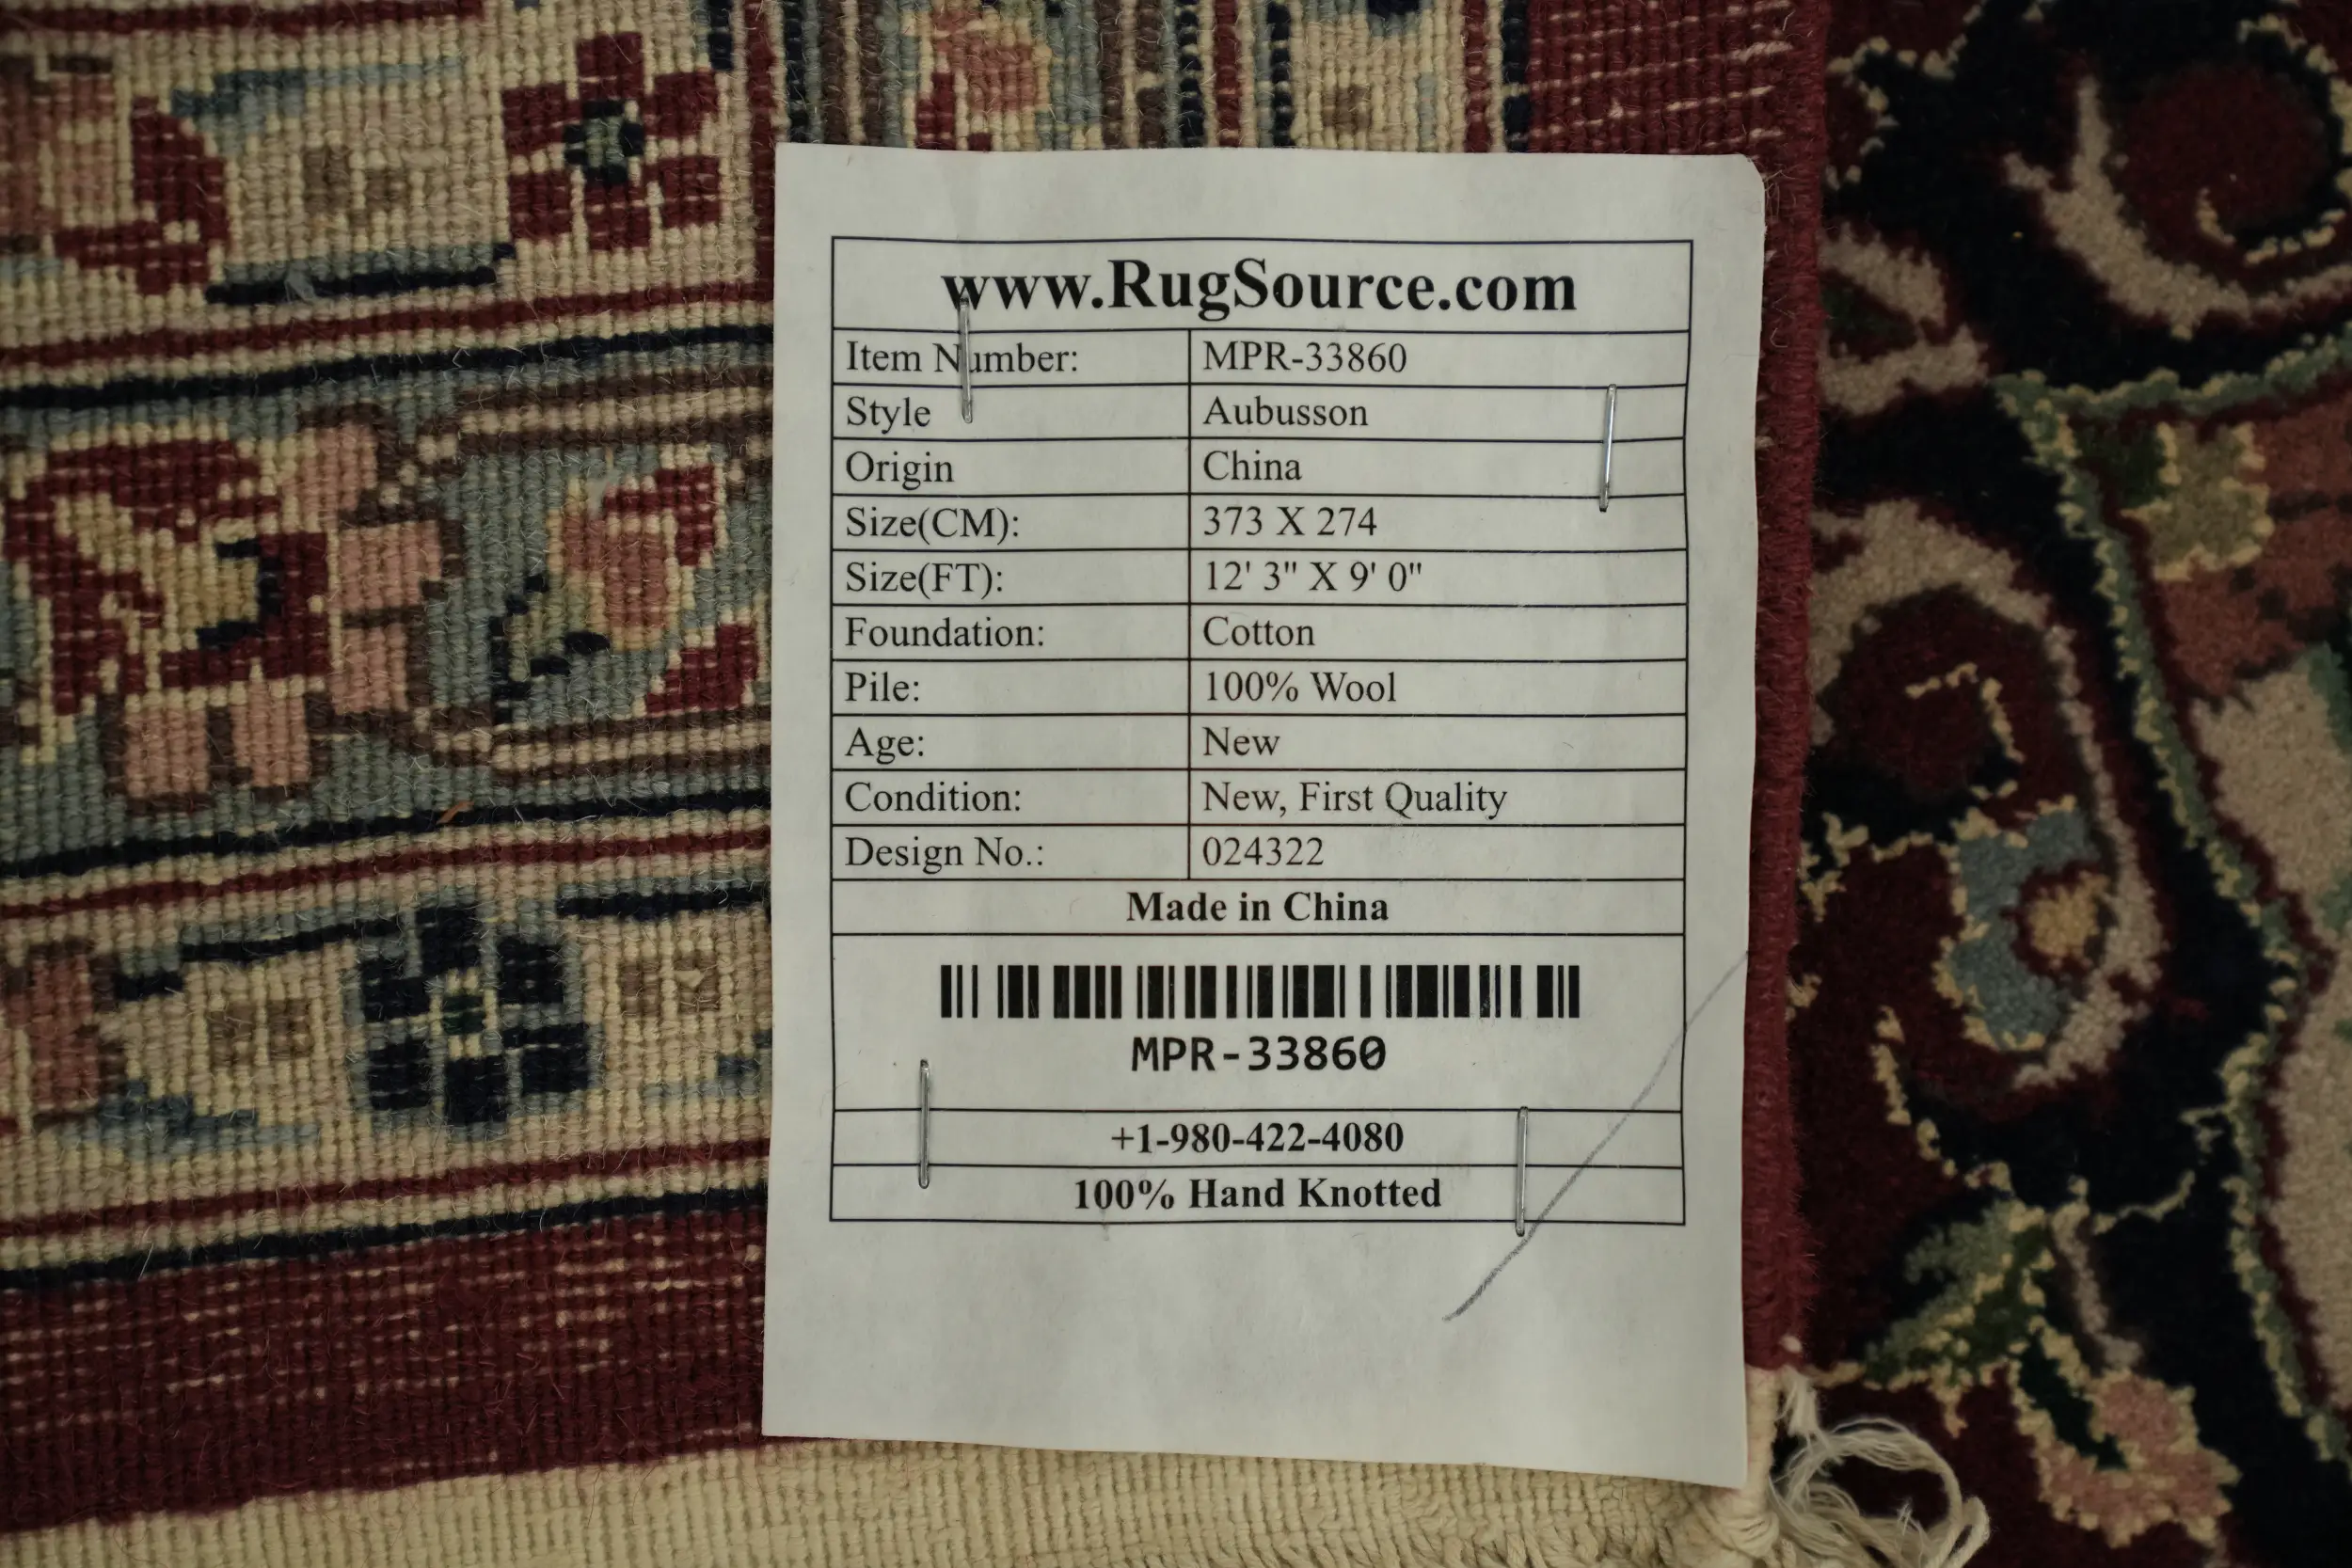 www.RugSource.com
Item Number: MPR-33860
Style Aubusson
Origin China
Size(CM): 373 X 274
Size(FT): 12' 3" X 9' 0"
Foundation: Cotton
Pile: 100% Wool
Age: New
Condition: New, First Quality
Design No.: 024322
Made in China
MPR-33860
+1-980-422-4080
100% Hand Knotted